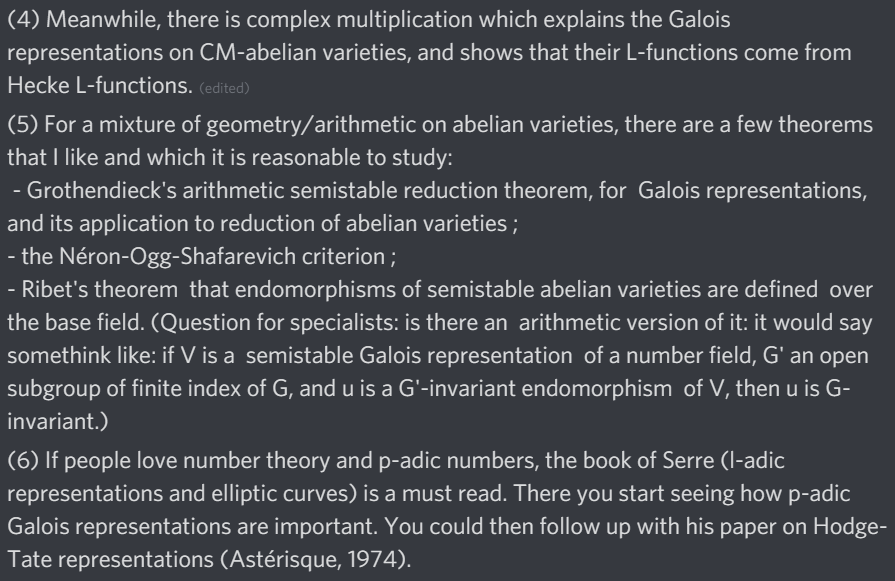 (4) Meanwhile, there is complex multiplication which explains the Galois
representations on CM-abelian varieties, and shows that their L-functions come from
Hecke L-functions. (edited)
(5) For a mixture of geometry/arithmetic on abelian varieties, there are a few theorems
that I like and which it is reasonable to study:
- Grothendieck's arithmetic semistable reduction theorem, for Galois representations,
and its application to reduction of abelian varieties ;
- the Néron-Ogg-Shafarevich criterion ;
- Ribet's theorem that endomorphisms of semistable abelian varieties are defined over
the base field. (Question for specialists: is there an arithmetic version of it: it would say
somethink like: if V is a semistable Galois representation of a number field, G' an open
subgroup of finite index of G, and u is a G'-invariant endomorphism of V, then u is G-
invariant.)
(6) If people love number theory and p-adic numbers, the book of Serre (l-adic
representations and elliptic curves) is a must read. There you start seeing how p-adic
Galois representations are important. You could then follow up with his paper on Hodge-
Tate representations (Astérisque, 1974).